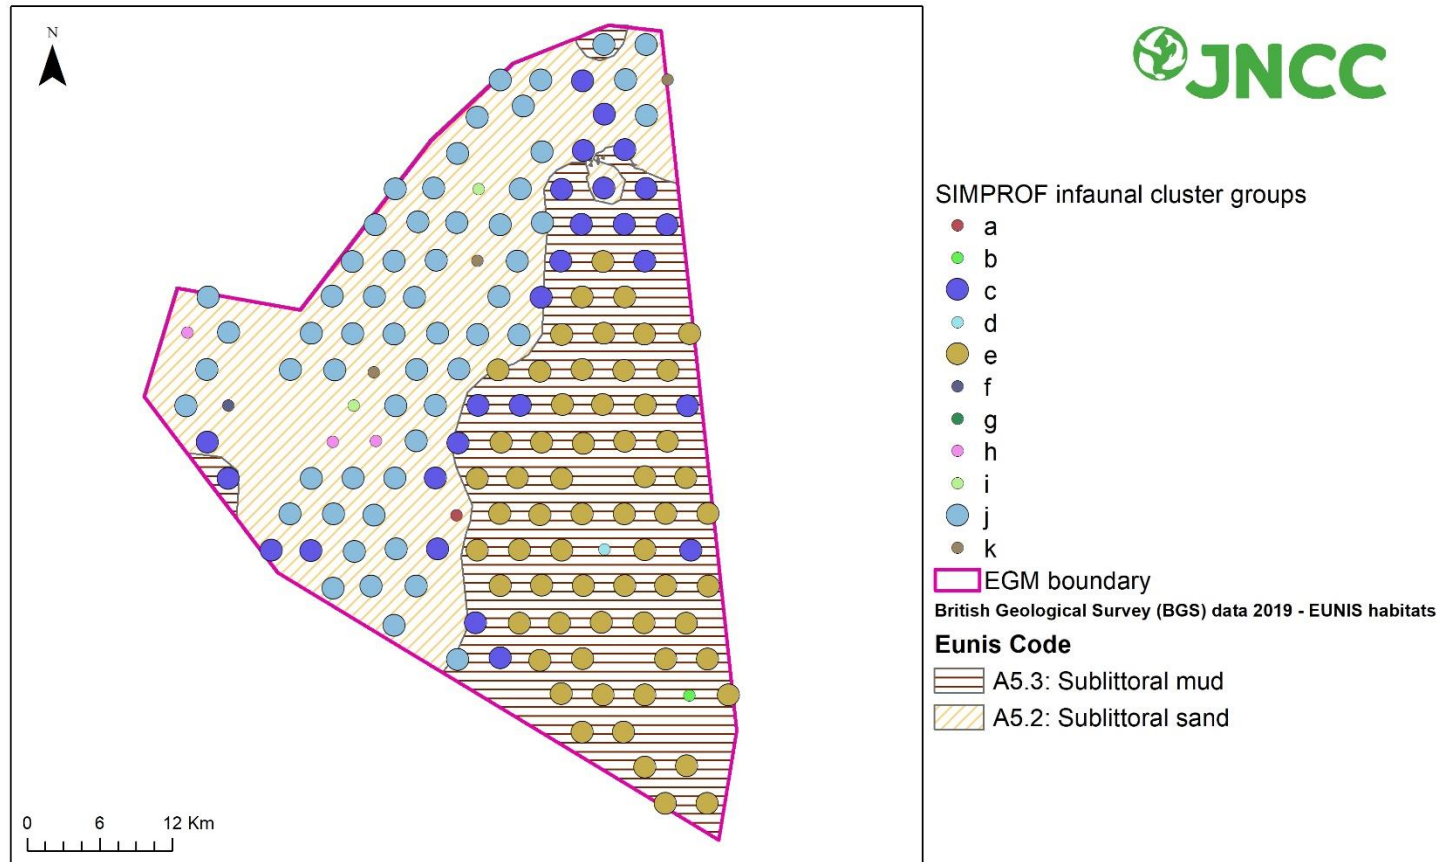 N
JNCC
SIMPROF infaunal cluster groups
a
b
c
d
e
f
g
h
i
j
k
EGM boundary
British Geological Survey (BGS) data 2019 - EUNIS habitats
Eunis Code
A5.3: Sublittoral mud
A5.2: Sublittoral sand
0 6 12 Km